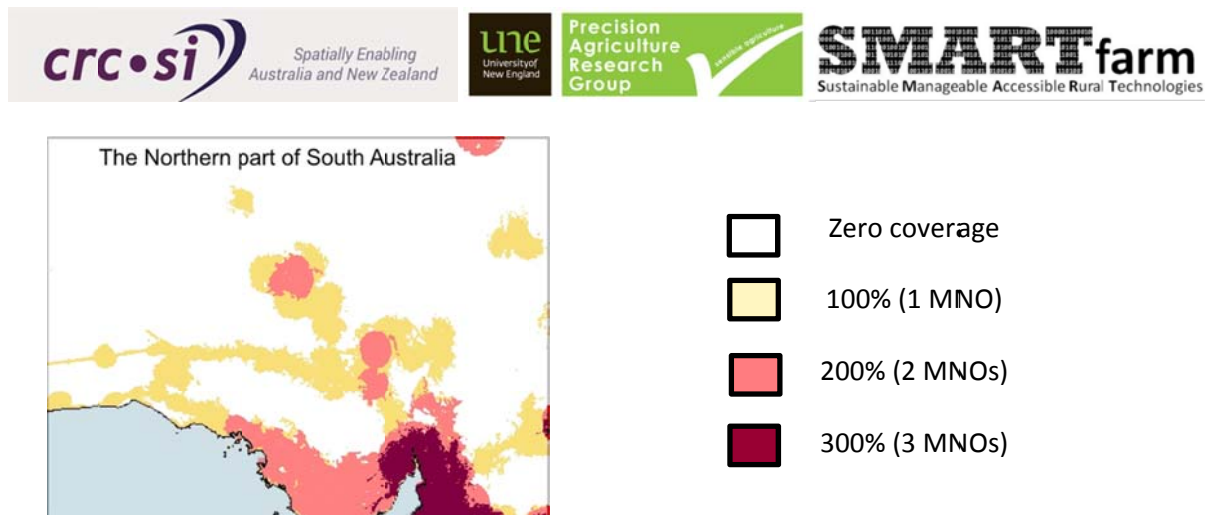 crc•si
Spatially Enabling
Australia and New Zealand
une
University of
New England
Precision
Agriculture
Research
Group
sensible agriculture
SMARTfarm
Sustainable Manageable Accessible Rural Technologies
The Northern part of South Australia
Zero coverage
100% (1 MNO)
200% (2 MNOs)
300% (3 MNOs)